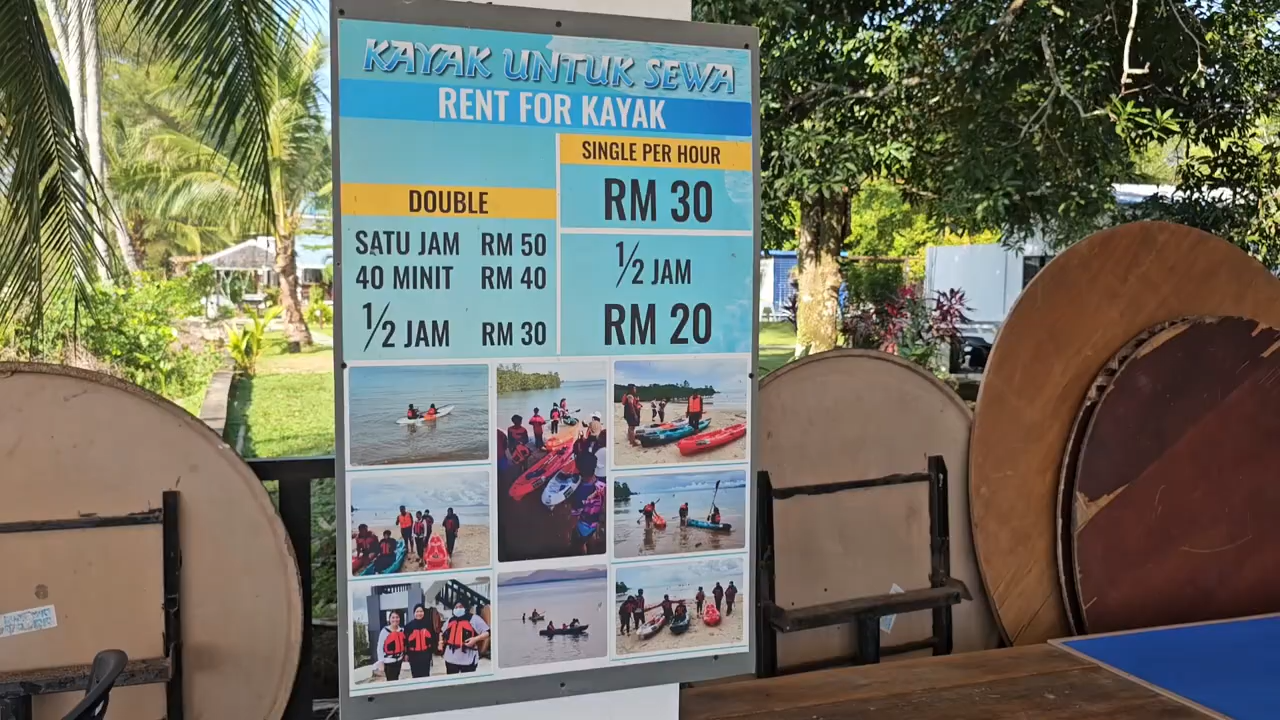 KAYAK UNTUK SEWA
RENT FOR KAYAK
DOUBLE
SATU JAM RM 50
40 MINIT RM 40
1/2 JAM RM 30
SINGLE PER HOUR
RM 30
1/2 JAM
RM 20